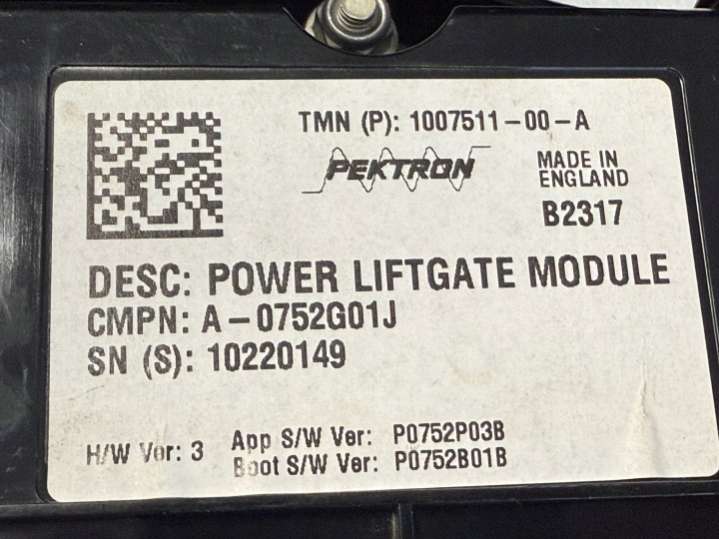 TMN (P): 1007511-00-A
PEKTRON
MADE IN
ENGLAND
B2317
DESC: POWER LIFTGATE MODULE
CMPN: A-0752G01J
SN (S): 10220149
H/W Ver: 3
App S/W Ver: P0752P03B
Boot S/W Ver: P0752B01B